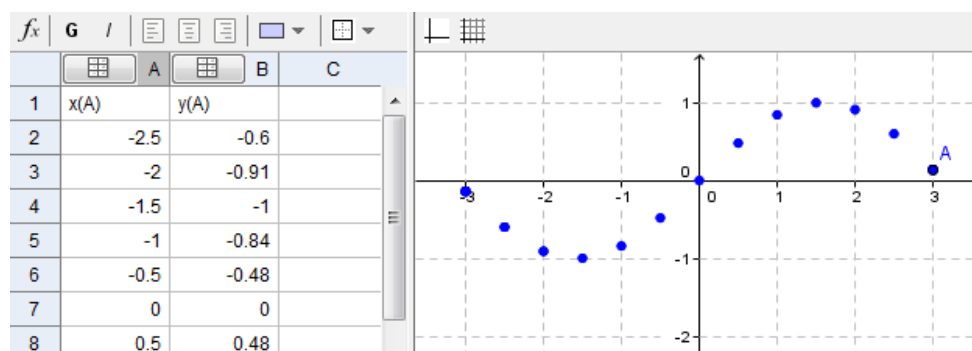 fx G I
A B C
1 x(A) y(A)
2 -2.5 -0.6
3 -2 -0.91
4 -1.5 -1
5 -1 -0.84
6 -0.5 -0.48
7 0 0
8 0.5 0.48
1
A
0
-3 -2 -1 0 1 2 3
-1
-2